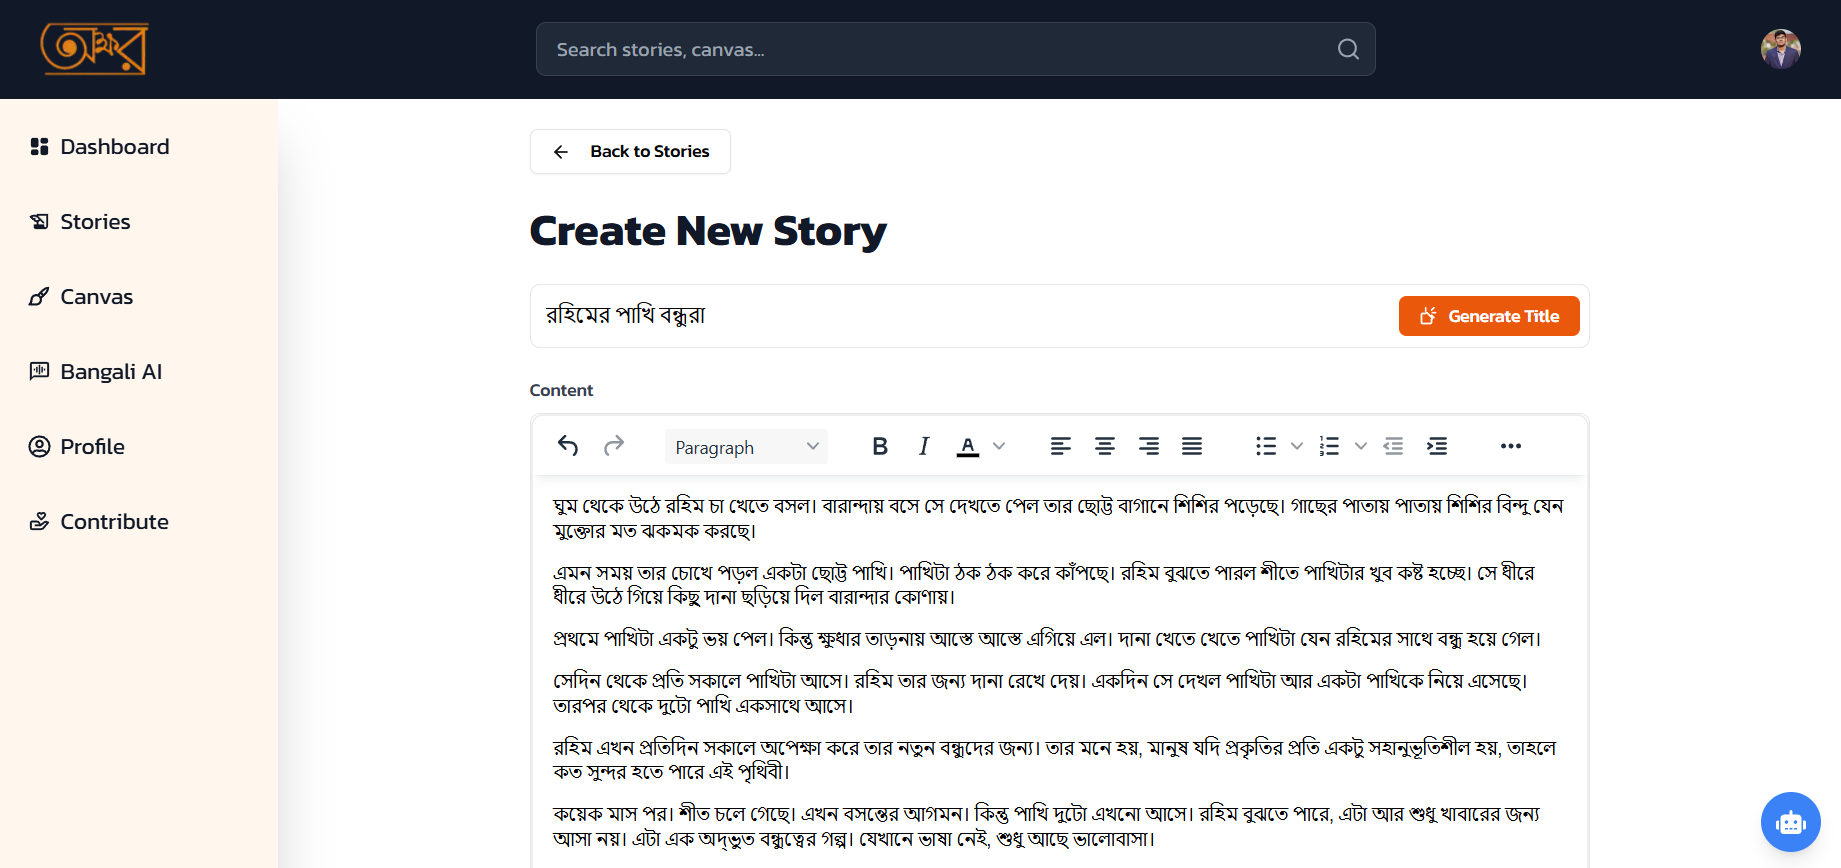 অক্ষর
Search stories, canvas...
Dashboard
Stories
Canvas
Bangali AI
Profile
Contribute
Back to Stories
Create New Story
রহিমের পাখি বন্ধুরা
Generate Title
Content
Paragraph
ঘুম থেকে উঠে রহিম চা খেতে বসল। বারান্দায় বসে সে দেখতে পেল তার ছোট্ট বাগানে শিশির পড়েছে। গাছের পাতায় পাতায় শিশির বিন্দু যেন
মুক্তোর মত ঝকমক করছে।
এমন সময় তার চোখে পড়ল একটা ছোট্ট পাখি। পাখিটা ঠক ঠক করে কাঁপছে। রহিম বুঝতে পারল শীতে পাখিটার খুব কষ্ট হচ্ছে। সে ধীরে
ধীরে উঠে গিয়ে কিছু দানা ছড়িয়ে দিল বারান্দার কোণায়।
প্রথমে পাখিটা একটু ভয় পেল। কিন্তু ক্ষুধার তাড়নায় আস্তে আস্তে এগিয়ে এল। দানা খেতে খেতে পাখিটা যেন রহিমের সাথে বন্ধু হয়ে গেল।
সেদিন থেকে প্রতি সকালে পাখিটা আসে। রহিম তার জন্য দানা রেখে দেয়। একদিন সে দেখল পাখিটা আর একটা পাখিকে নিয়ে এসেছে।
তারপর থেকে দুটো পাখি একসাথে আসে।
রহিম এখন প্রতিদিন সকালে অপেক্ষা করে তার নতুন বন্ধুদের জন্য। তার মনে হয়, মানুষ যদি প্রকৃতির প্রতি একটু সহানুভূতিশীল হয়, তাহলে
কত সুন্দর হতে পারে এই পৃথিবী।
কয়েক মাস পর। শীত চলে গেছে। এখন বসন্তের আগমন। কিন্তু পাখি দুটো এখনো আসে। রহিম বুঝতে পারে, এটা আর শুধু খাবারের জন্য
আসা নয়। এটা এক অদ্ভুত বন্ধুত্বের গল্প। যেখানে ভাষা নেই, শুধু আছে ভালোবাসা।